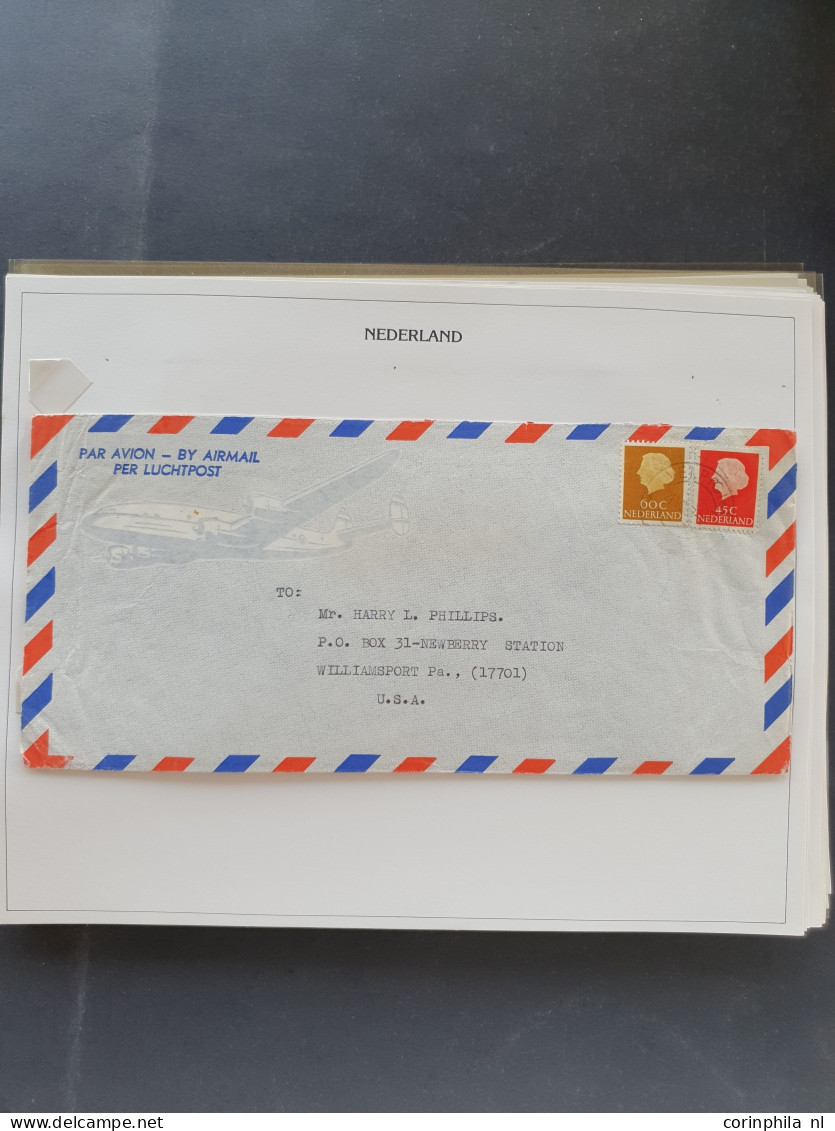 NEDERLAND
PAR AVION – BY AIRMAIL
PER LUCHTPOST
60C
NEDERLAND
45C
NEDERLAND
TO:
Mr. HARRY L. PHILLIPS.
P.O. BOX 31-NEWBERRY STATION
WILLIAMSPORT Pa., (17701)
U.S.A.
www.delcampe.net
corinphila nl